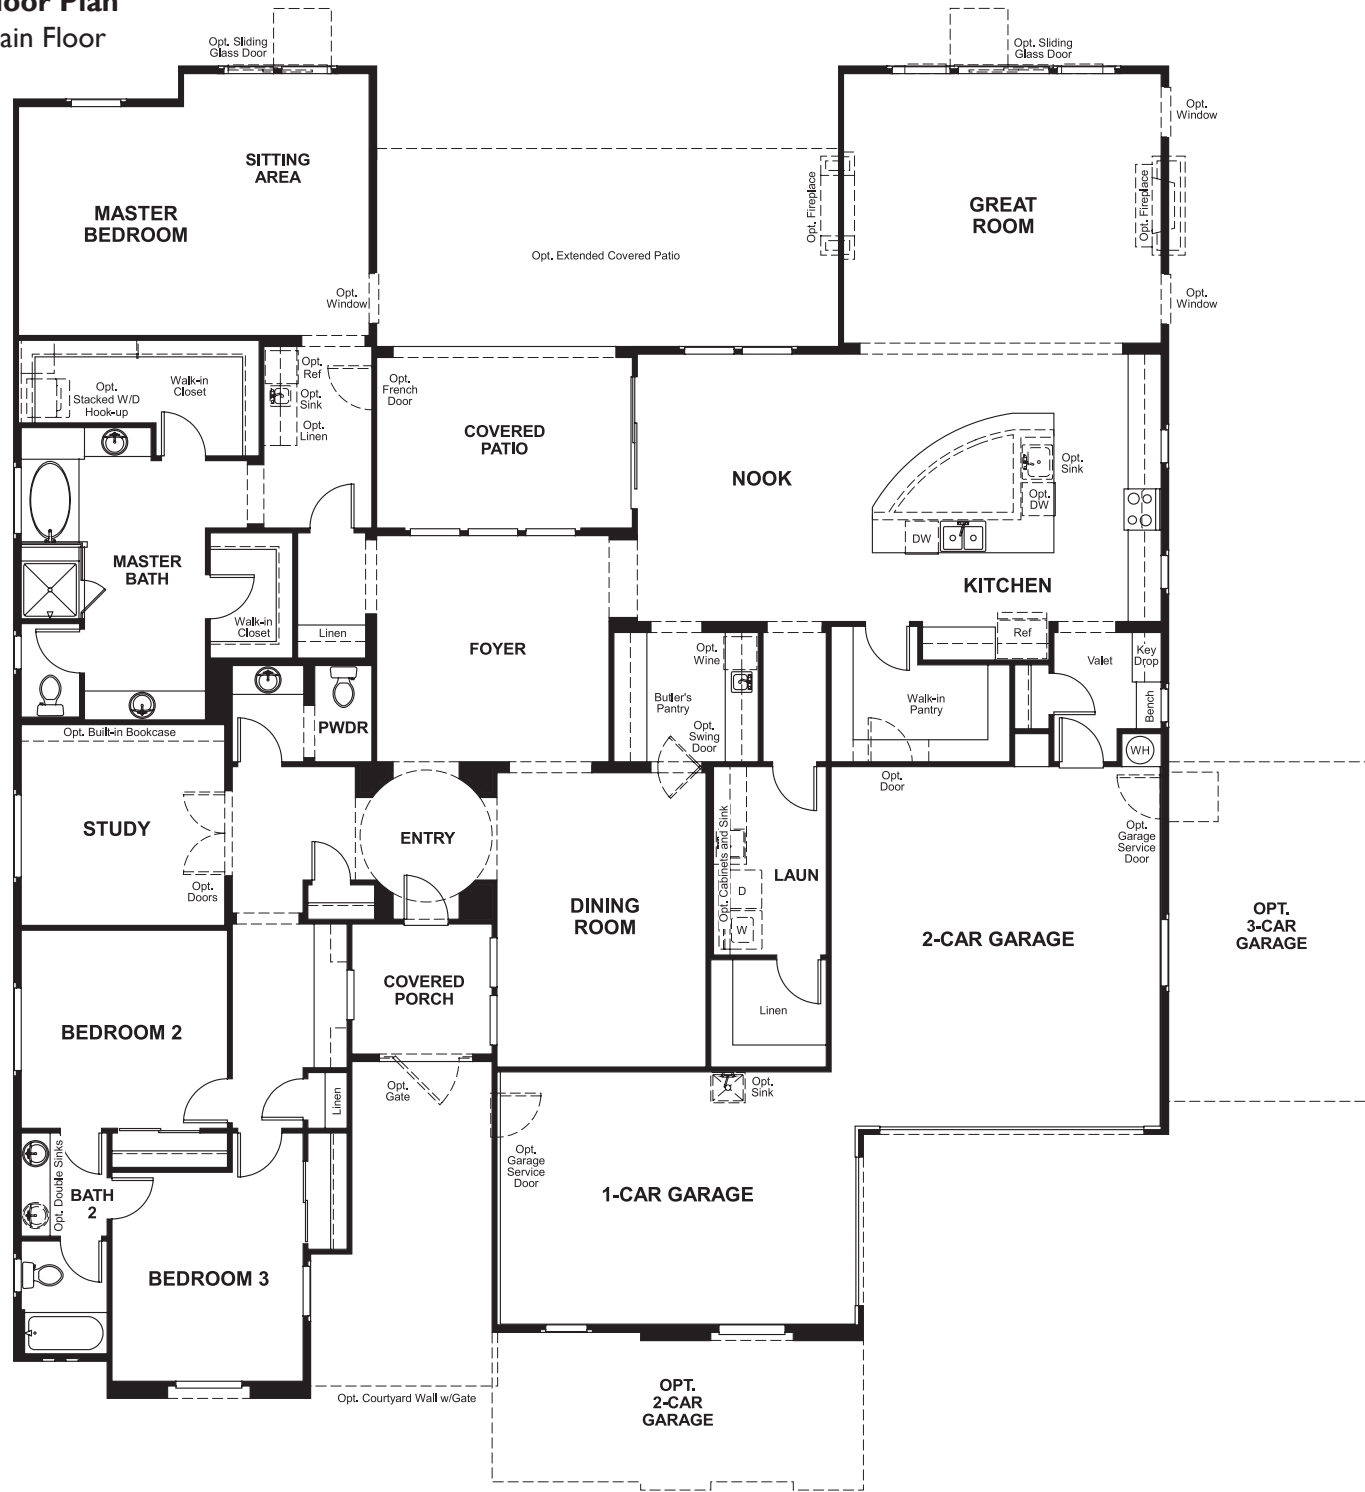 oor Plan
ain Floor
Opt. Sliding
Glass Door
Opt. Sliding
Glass Door
Opt.
Window
SITTING
AREA
MASTER
BEDROOM
Opt. Fireplace
GREAT
ROOM
Opt. Fireplace
Opt. Extended Covered Patio
Opt.
Window
Opt.
Window
Opt.
Stacked W/D
Hook-up
Walk-in
Closet
Opt.
Ref
Opt.
Sink
Opt.
Linen
Opt.
French
Door
COVERED
PATIO
NOOK
Opt.
Sink
Opt.
DW
DW
KITCHEN
MASTER
BATH
Walk-in
Closet
Linen
FOYER
Opt.
Wine
Butler's
Pantry
Opt.
Swing
Door
Ref
Walk-in
Pantry
Valet
Key
Drop
Bench
WH
PWDR
Opt. Built-in Bookcase
STUDY
Opt.
Doors
ENTRY
DINING
ROOM
Opt. Cabinets and Sink
D
W
LAUN
Opt.
Door
Opt.
Garage
Service
Door
2-CAR GARAGE
OPT.
3-CAR
GARAGE
COVERED
PORCH
Linen
BEDROOM 2
Opt.
Gate
Linen
Opt.
Sink
Opt. Double Sinks
BATH
2
Opt.
Garage
Service
Door
1-CAR GARAGE
BEDROOM 3
Opt. Courtyard Wall w/Gate
OPT.
2-CAR
GARAGE